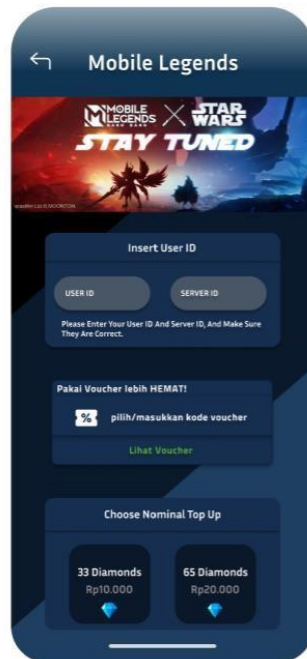 Mobile Legends
MOBILE LEGENDS BANG BANG X STAR WARS
STAY TUNED
Insert User ID
USER ID SERVER ID
Please Enter Your User ID And Server ID, And Make Sure
They Are Correct.
Pakai Voucher lebih HEMAT!
% pilih/masukkan kode voucher
Lihat Voucher
Choose Nominal Top Up
33 Diamonds 65 Diamonds
Rp10.000 Rp20.000